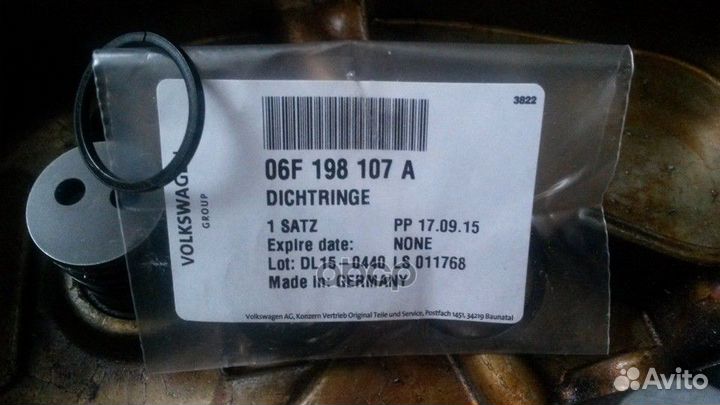 3822
06F 198 107 A
DICHTRINGE
1 SATZ PP 17.09.15
Expire date: NONE
Lot: DL15-0440 LS 011768
Made in: GERMANY
VOLKSWAGEN
GROUP
Volkswagen AG, Konzern Vertrieb Original Teile und Service, Postfach 1451, 34219 Baunatal
Avito